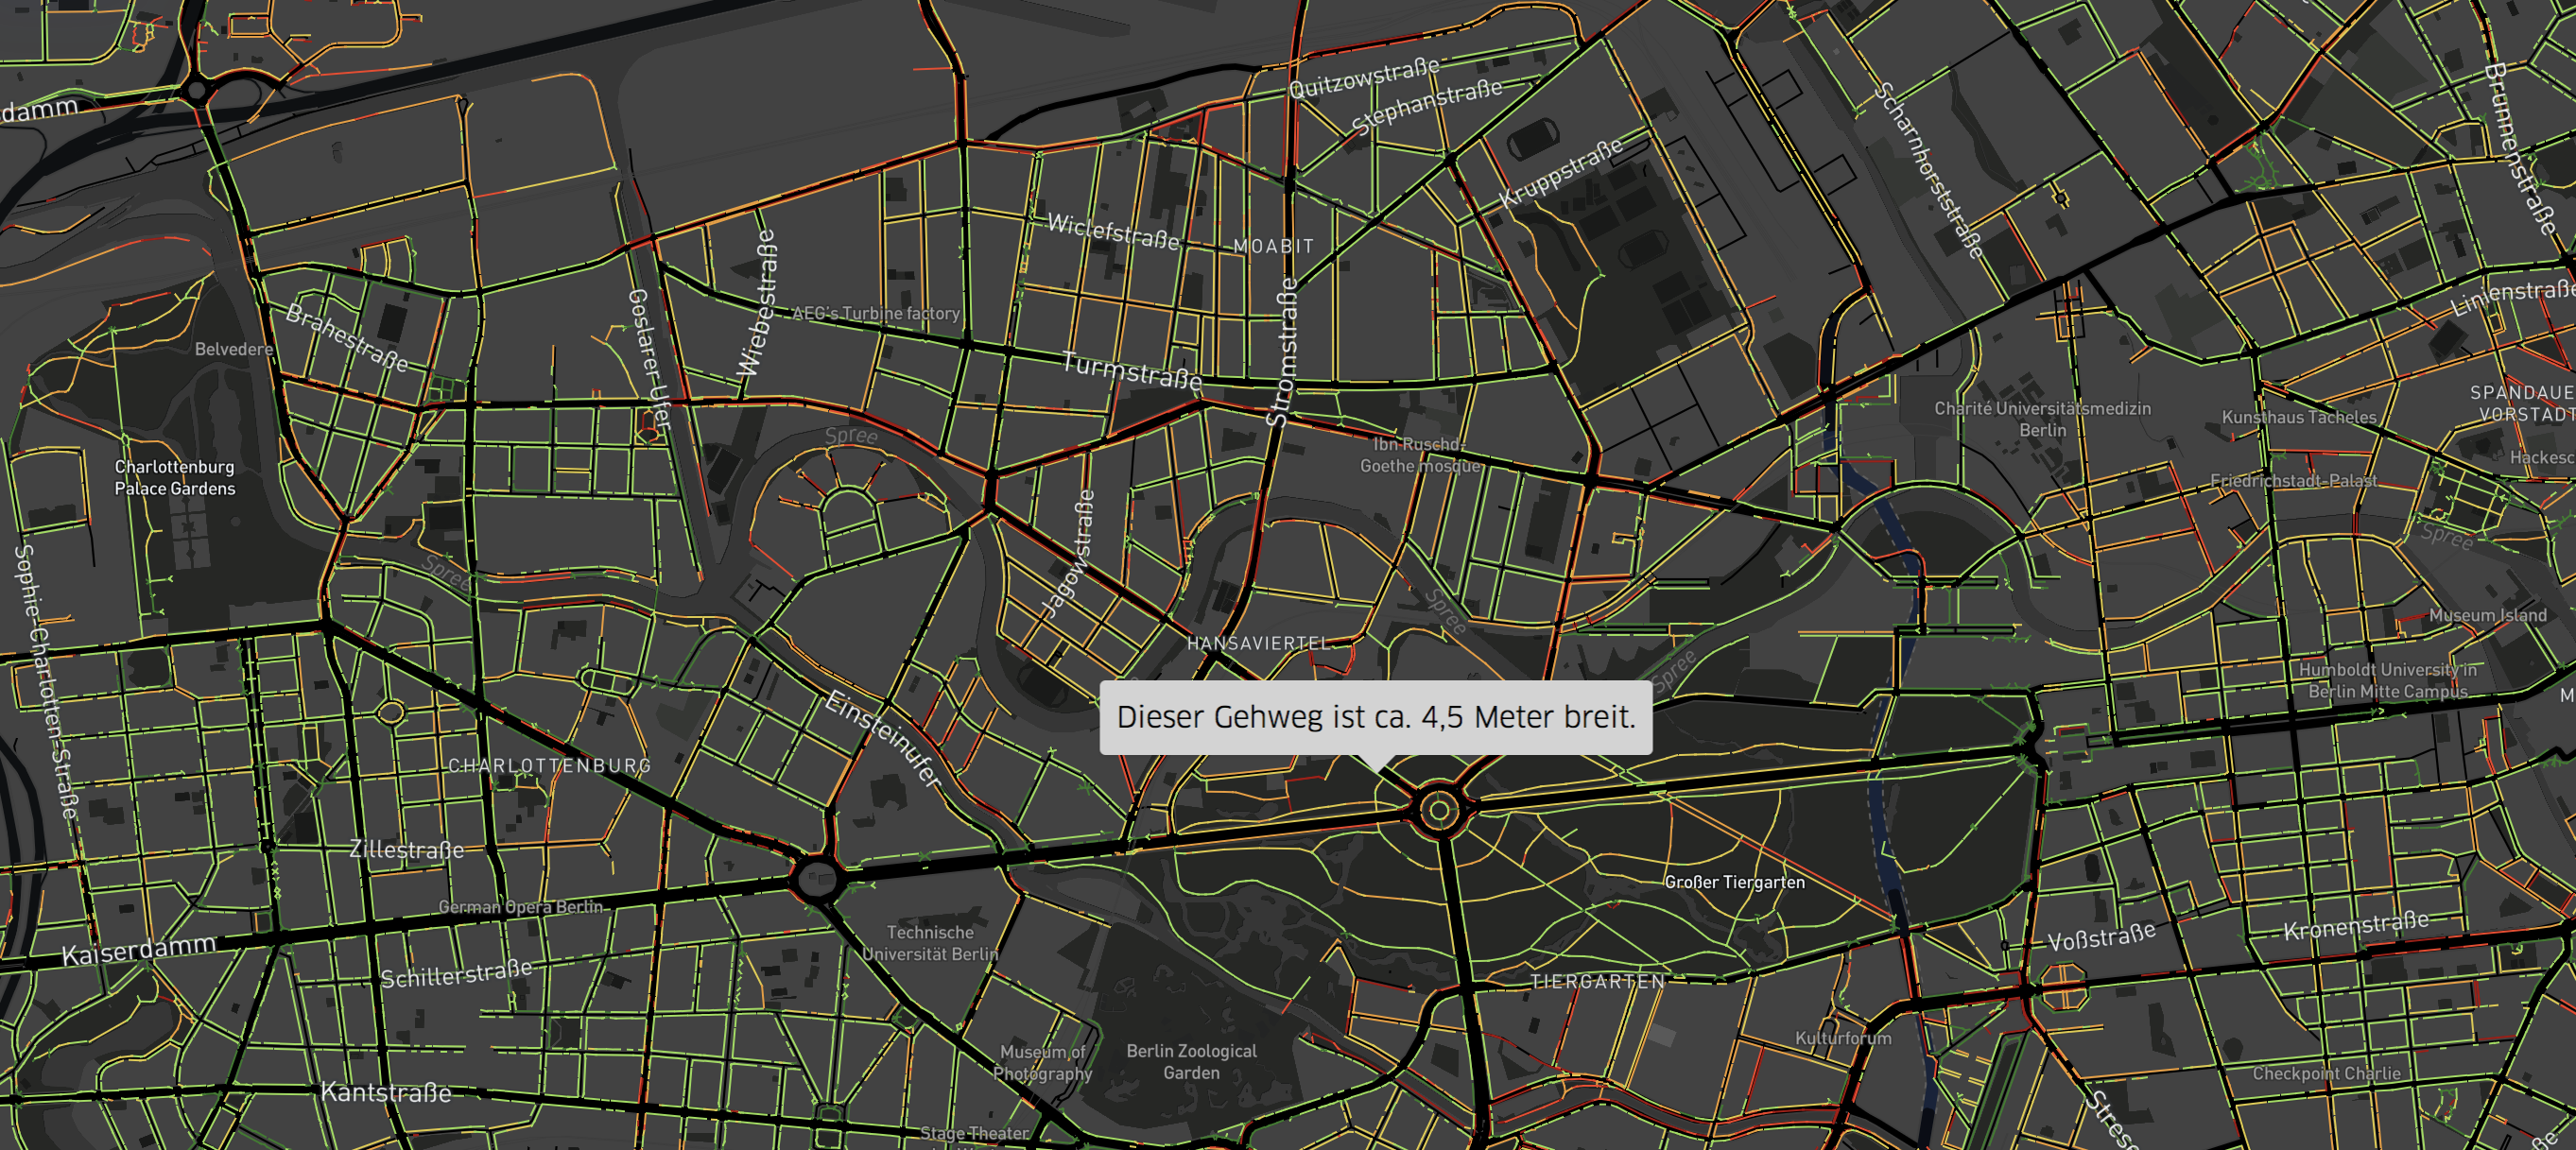 damm
Quitzowstraße
Stephanstraße
Scharnhorststraße
Brunnenstraße
Kruppstraße
Wiclefstraße
MOABIT
Wiebestraße
Goslarer Ufer
AEG's Turbine factory
Stromstraße
Linienstraße
Brahestraße
Belvedere
Turmstraße
SPANDAUE
VORSTADT
Charité Universitätsmedizin
Berlin
Kunsthaus Tacheles
Spree
Ibn Ruschd-
Goethe mosque
Hackesc
Charlottenburg
Palace Gardens
Friedrichstadt-Palast
Spree
Jagowstraße
Spree
Spree
Sophie-Charlotten-Straße
Museum Island
HANSAVIERTEL
Spree
Humboldt University in
Berlin Mitte Campus
M
Einsteinufer
Dieser Gehweg ist ca. 4,5 Meter breit.
CHARLOTTENBURG
Zillestraße
Großer Tiergarten
German Opera Berlin
Kaiserdamm
Technische
Universität Berlin
Voßstraße
Kronenstraße
Schillerstraße
TIERGARTEN
Kulturforum
Museum of
Photography
Berlin Zoological
Garden
Checkpoint Charlie
Kantstraße
Stage Theater
Strese